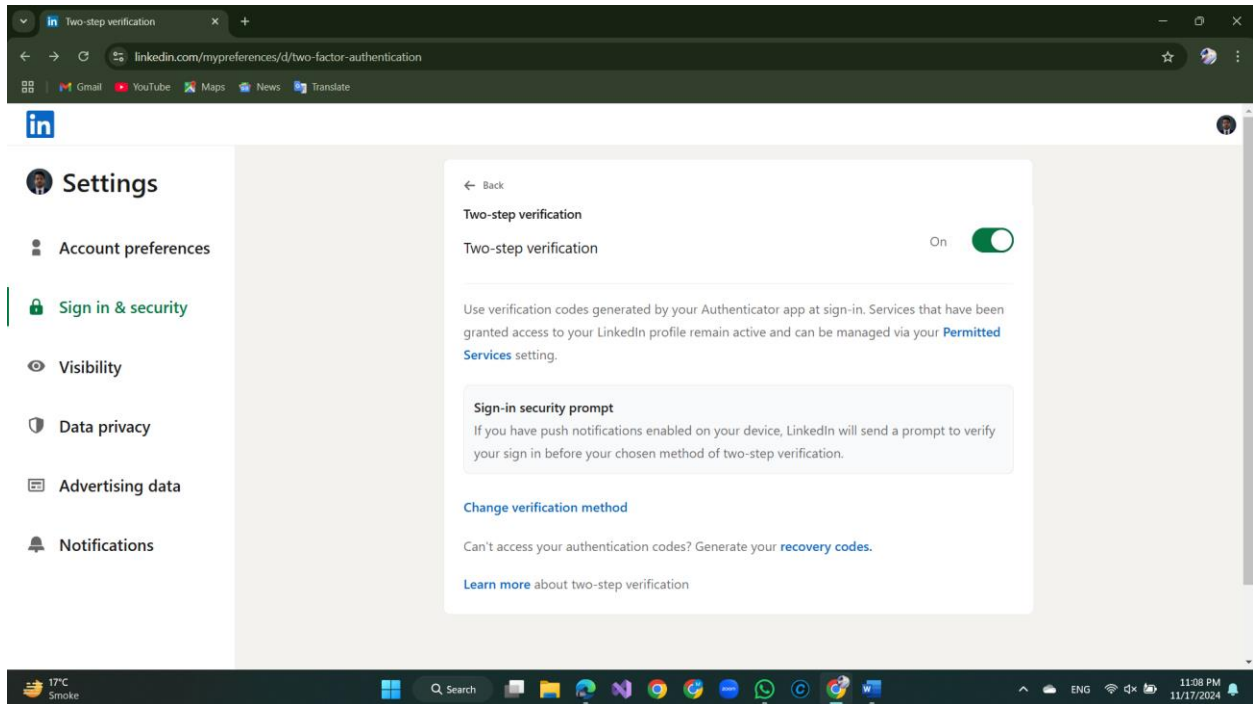 in Two-step verification
linkedin.com/mypreferences/d/two-factor-authentication
Gmail YouTube Maps News Translate
in
Settings
Account preferences
Sign in & security
Visibility
Data privacy
Advertising data
Notifications
Back
Two-step verification
Two-step verification On
Use verification codes generated by your Authenticator app at sign-in. Services that have been
granted access to your LinkedIn profile remain active and can be managed via your Permitted
Services setting.
Sign-in security prompt
If you have push notifications enabled on your device, LinkedIn will send a prompt to verify
your sign in before your chosen method of two-step verification.
Change verification method
Can't access your authentication codes? Generate your recovery codes.
Learn more about two-step verification
17°C
Smoke
Search
ENG
11:08 PM
11/17/2024